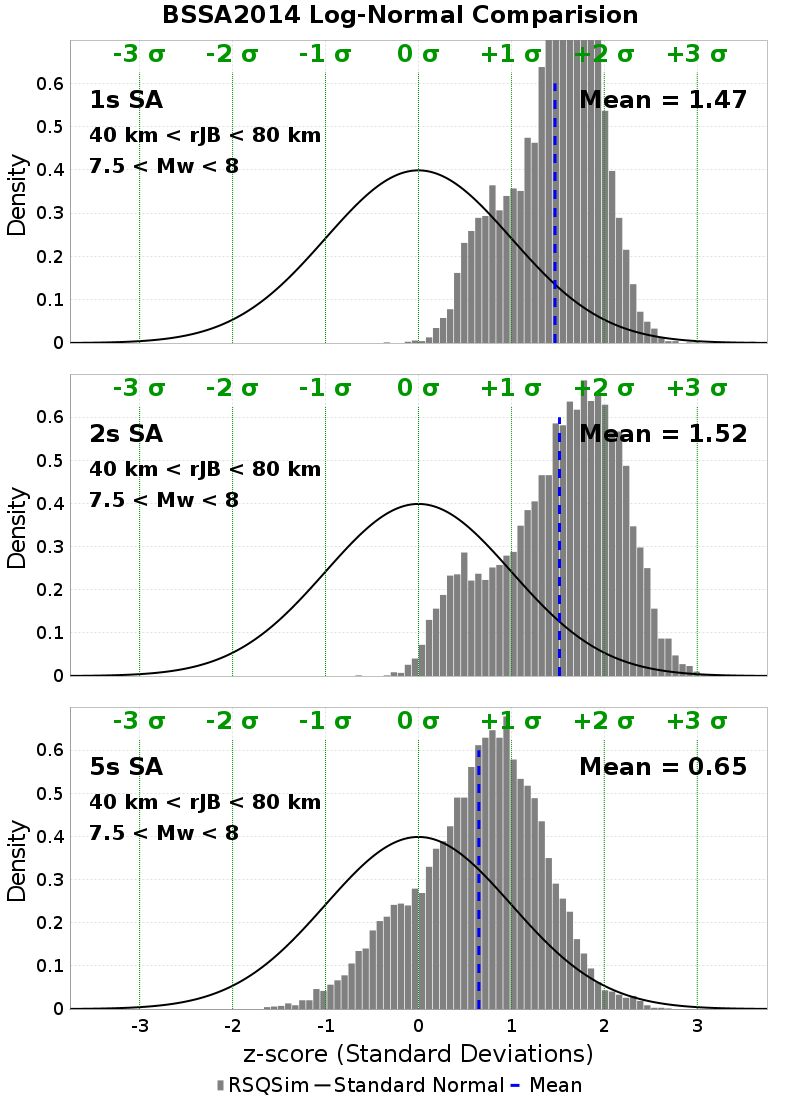 BSSA2014 Log-Normal Comparision
-3 σ -2 σ -1 σ 0 σ +1 σ +2 σ +3 σ
0.6
1s SA Mean = 1.47
0.5
40 km < rJB < 80 km
7.5 < Mw < 8
0.4
0.3
0.2
0.1
0
Density
-3 σ -2 σ -1 σ 0 σ +1 σ +2 σ +3 σ
0.6
2s SA Mean = 1.52
0.5
40 km < rJB < 80 km
7.5 < Mw < 8
0.4
0.3
0.2
0.1
0
Density
-3 σ -2 σ -1 σ 0 σ +1 σ +2 σ +3 σ
0.6
5s SA Mean = 0.65
0.5
40 km < rJB < 80 km
7.5 < Mw < 8
0.4
0.3
0.2
0.1
0
Density
-3 -2 -1 0 1 2 3
z-score (Standard Deviations)
RSQSim Standard Normal Mean